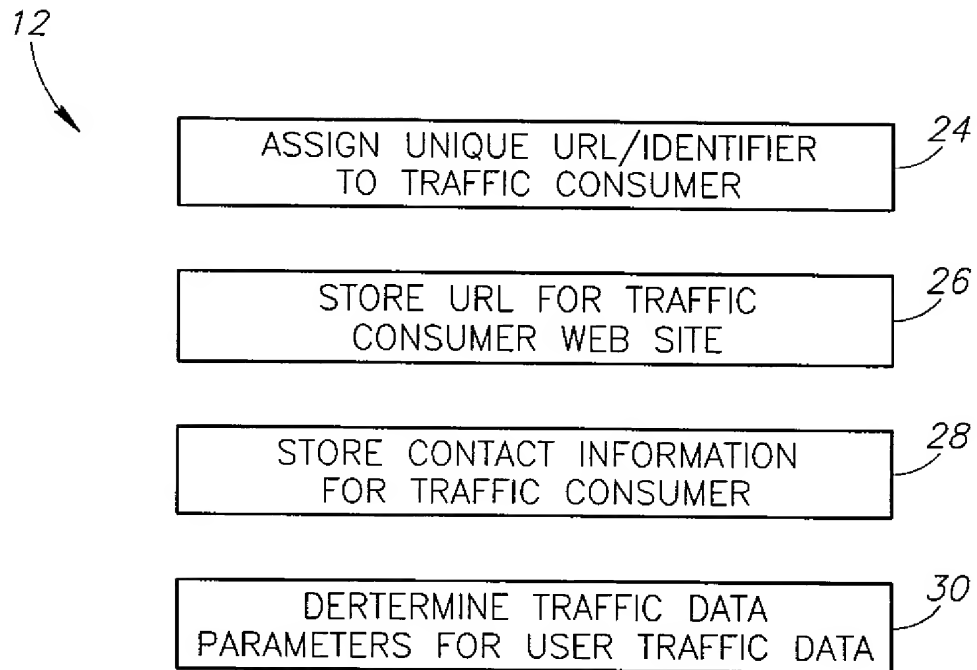 12
ASSIGN UNIQUE URL/IDENTIFIER
TO TRAFFIC CONSUMER
24
STORE URL FOR TRAFFIC
CONSUMER WEB SITE
26
STORE CONTACT INFORMATION
FOR TRAFFIC CONSUMER
28
DERTERMINE TRAFFIC DATA
PARAMETERS FOR USER TRAFFIC DATA
30